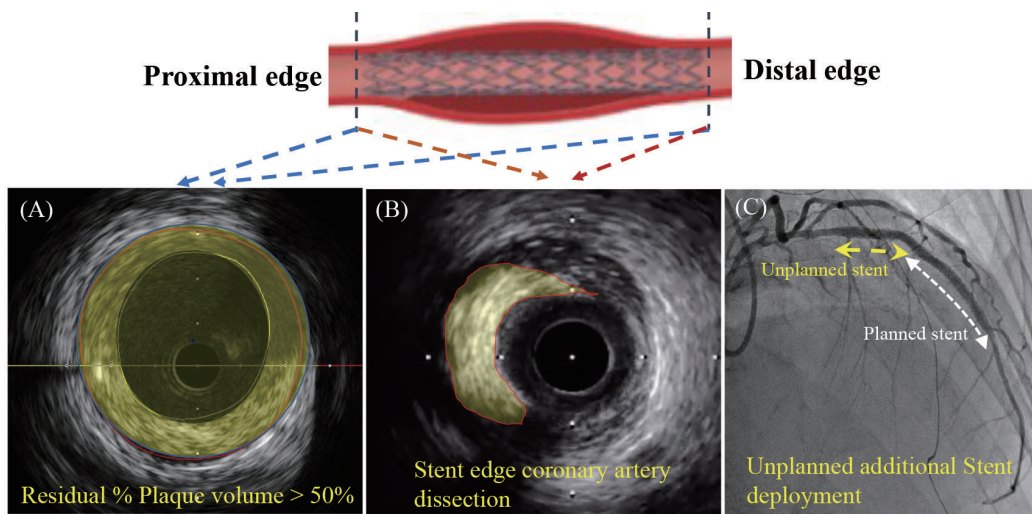 Proximal edge
Distal edge
(A)
(B)
(C)
Unplanned stent
Planned stent
Residual % Plaque volume > 50%
Stent edge coronary artery
dissection
Unplanned additional Stent
deployment